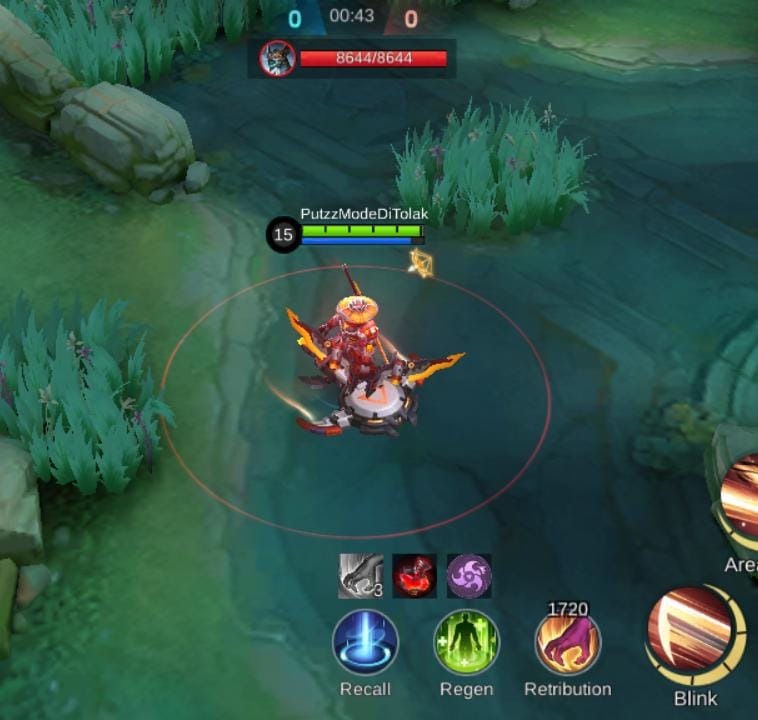 0 00:43 0
8644/8644
PutzzModeDiTolak
15
3
1720
Area
Recall Regen Retribution Blink